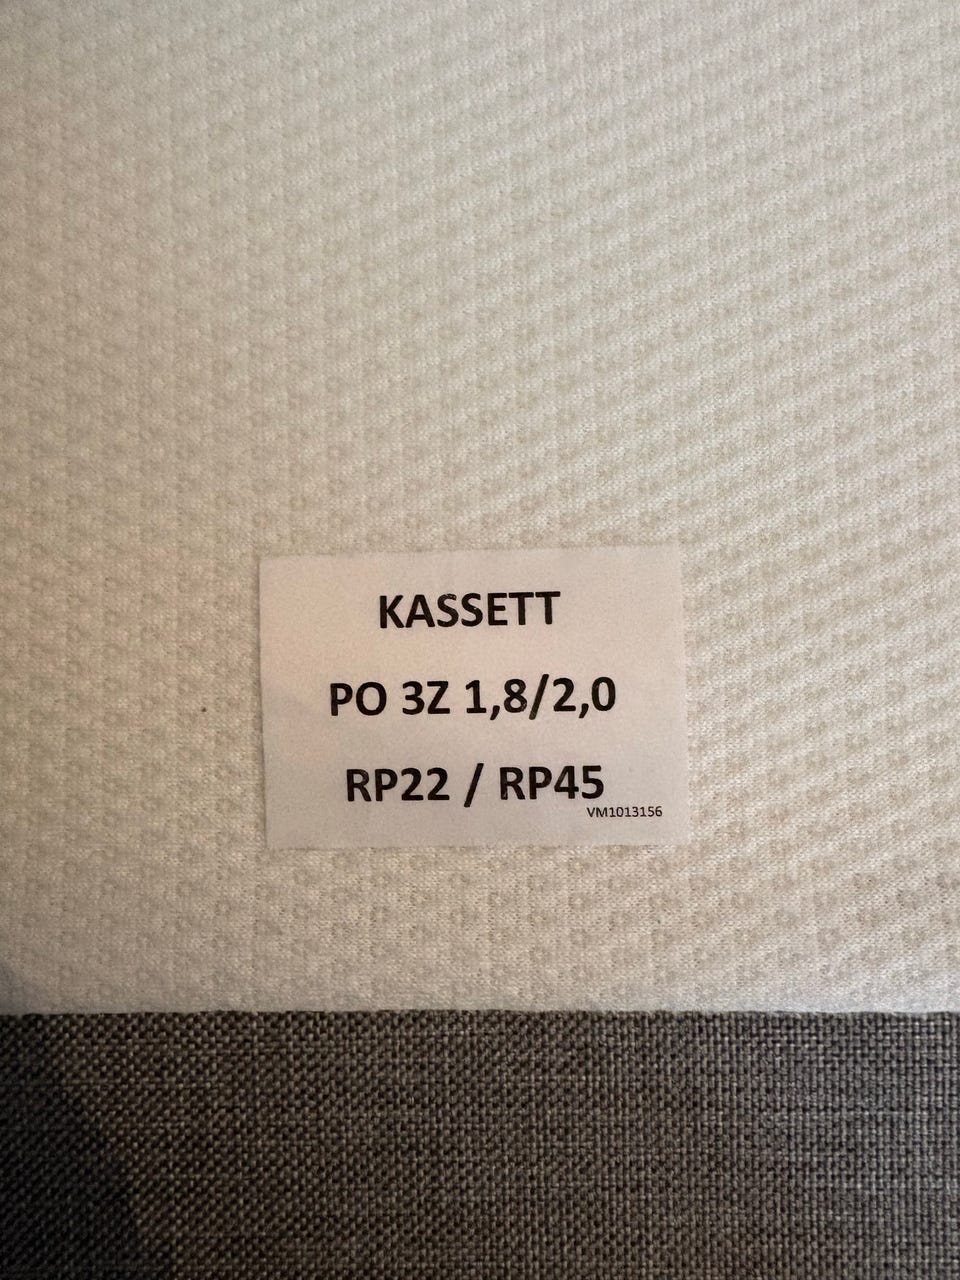 KASSETT
PO 3Z 1,8/2,0
RP22 / RP45
VM1013156